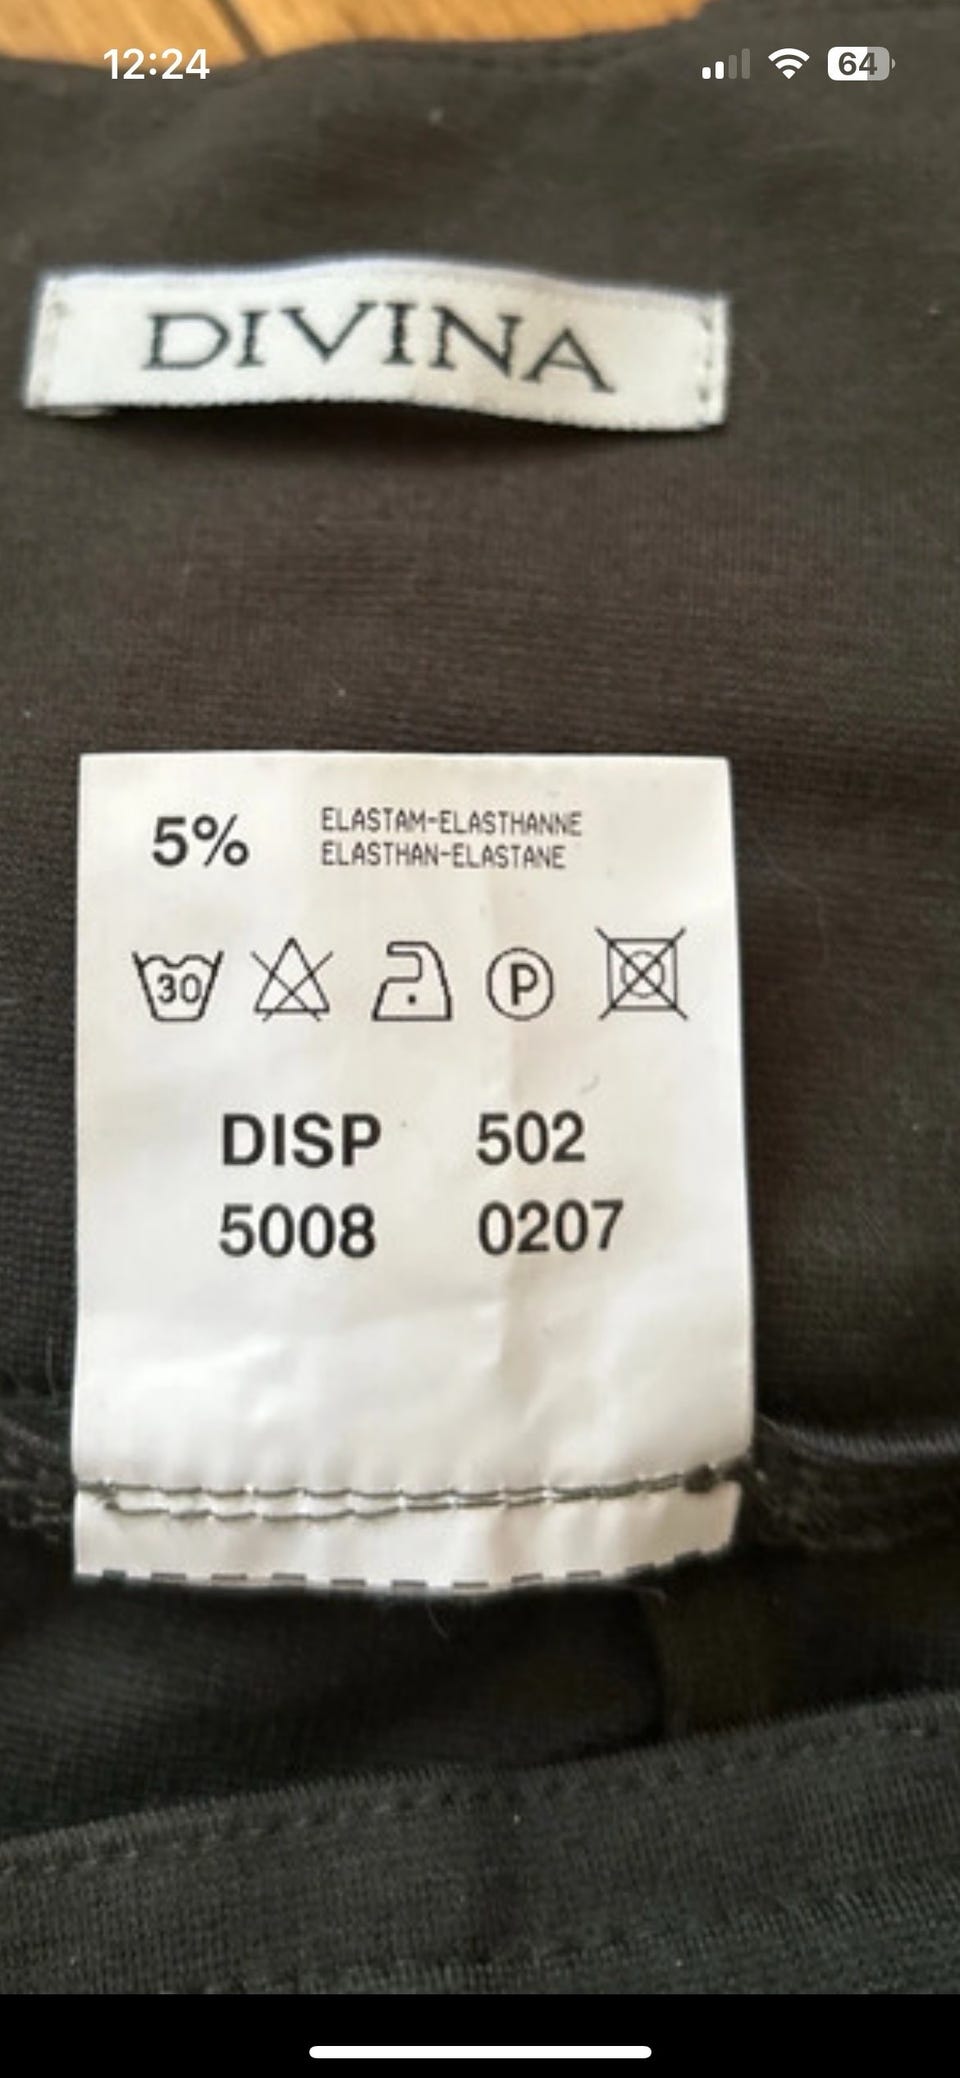 12:24
64
DIVINA
5% ELASTAM-ELASTHANNE
ELASTHAN-ELASTANE
30 P
DISP 502
5008 0207